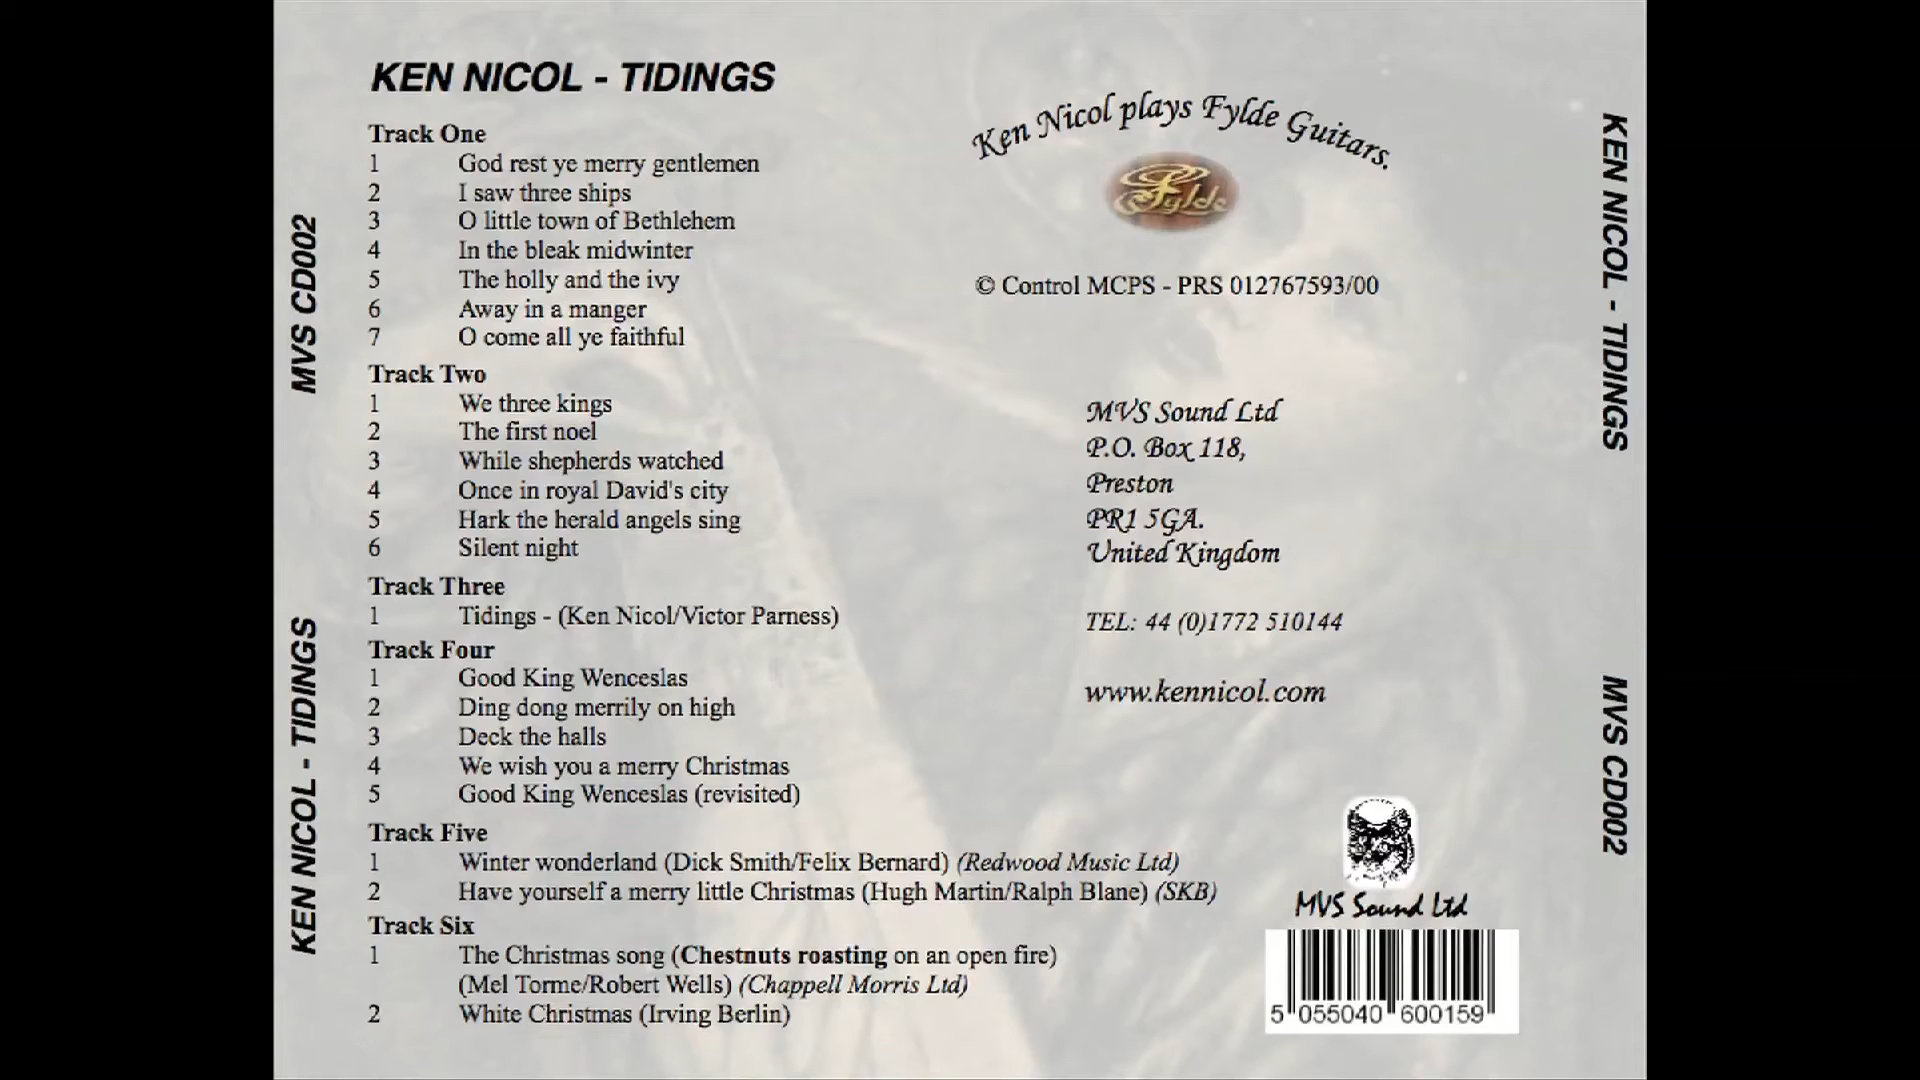 KEN NICOL - TIDINGS
Track One
1 God rest ye merry gentlemen
2 I saw three ships
3 O little town of Bethlehem
4 In the bleak midwinter
5 The holly and the ivy
6 Away in a manger
7 O come all ye faithful
Track Two
1 We three kings
2 The first noel
3 While shepherds watched
4 Once in royal David's city
5 Hark the herald angels sing
6 Silent night
Track Three
1 Tidings - (Ken Nicol/Victor Parness)
Track Four
1 Good King Wenceslas
2 Ding dong merrily on high
3 Deck the halls
4 We wish you a merry Christmas
5 Good King Wenceslas (revisited)
Track Five
1 Winter wonderland (Dick Smith/Felix Bernard) (Redwood Music Ltd)
2 Have yourself a merry little Christmas (Hugh Martin/Ralph Blane) (SKB)
Track Six
1 The Christmas song (Chestnuts roasting on an open fire)
(Mel Torme/Robert Wells) (Chappell Morris Ltd)
2 White Christmas (Irving Berlin)
Ken Nicol plays Fylde Guitars.
Fylde
© Control MCPS - PRS 012767593/00
MVS Sound Ltd
P.O. Box 118,
Preston
PR1 5GA.
United Kingdom
TEL: 44 (0)1772 510144
www.kennicol.com
MVS Sound Ltd
5 055040 600159
KEN NICOL - TIDINGS MVS CD002
KEN NICOL - TIDINGS MVS CD002